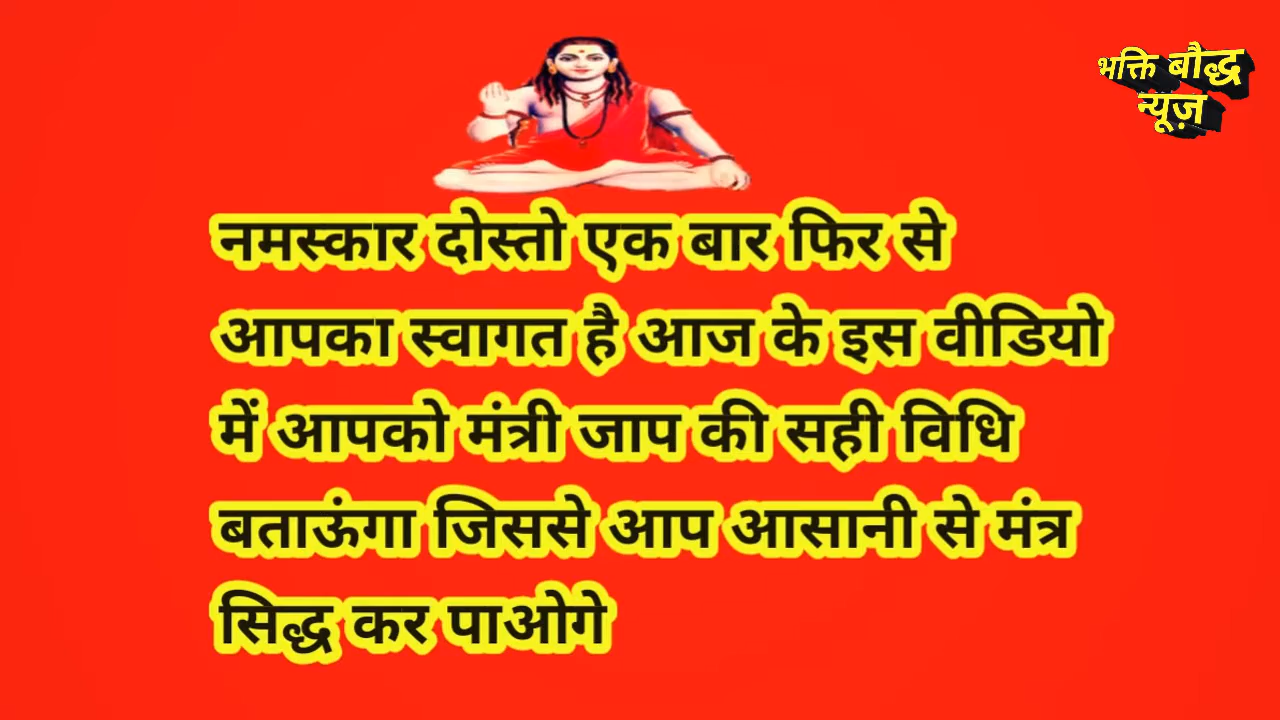 भक्ति बौद्ध
न्यूज़
नमस्कार दोस्तो एक बार फिर से
आपका स्वागत है आज के इस वीडियो
में आपको मंत्री जाप की सही विधि
बताऊंगा जिससे आप आसानी से मंत्र
सिद्ध कर पाओगे